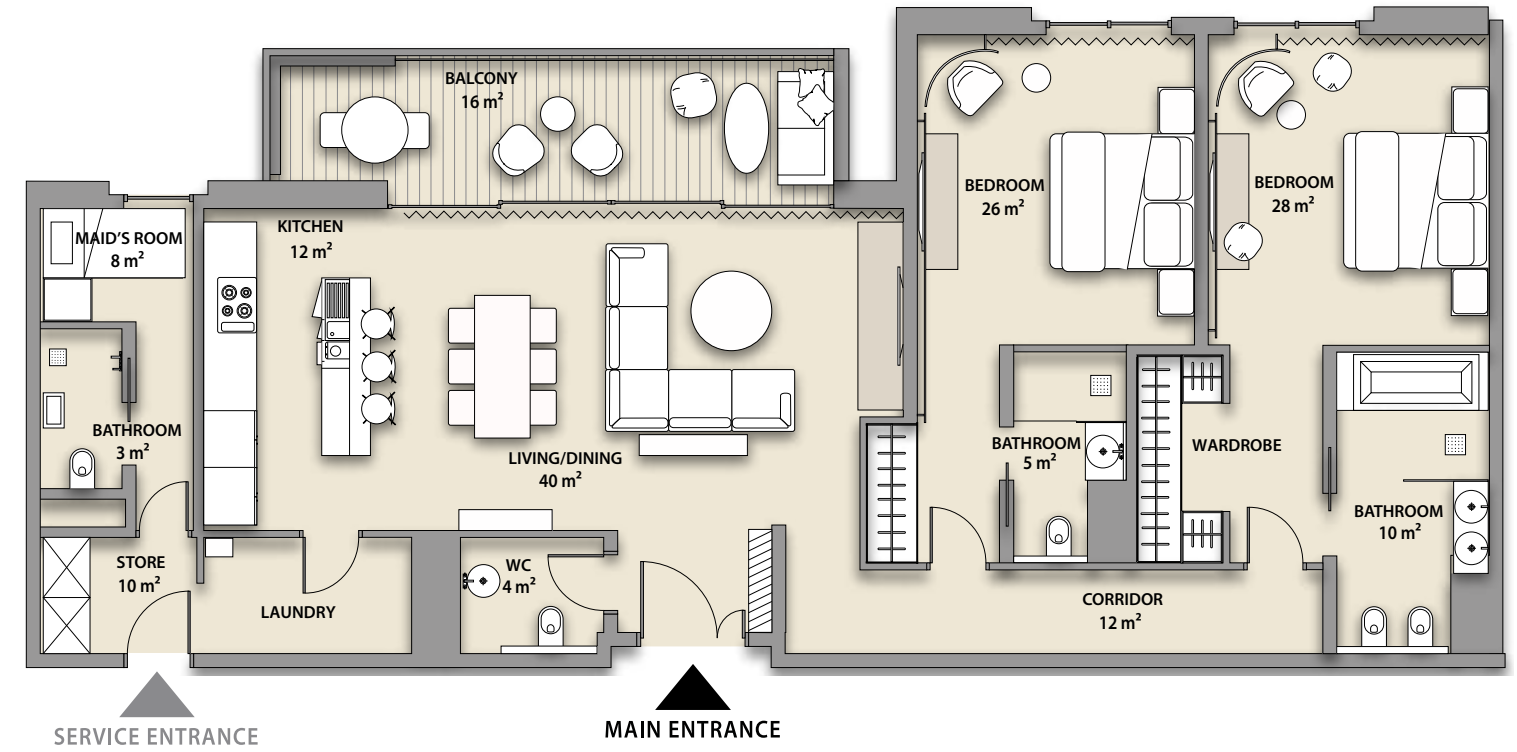 BALCONY
16 m²
KITCHEN
12 m²
MAID'S ROOM
8 m²
BEDROOM
26 m²
BEDROOM
28 m²
BATHROOM
3 m²
LIVING/DINING
40 m²
BATHROOM
5 m²
WARDROBE
BATHROOM
10 m²
STORE
10 m²
LAUNDRY
WC
4 m²
CORRIDOR
12 m²
SERVICE ENTRANCE
MAIN ENTRANCE